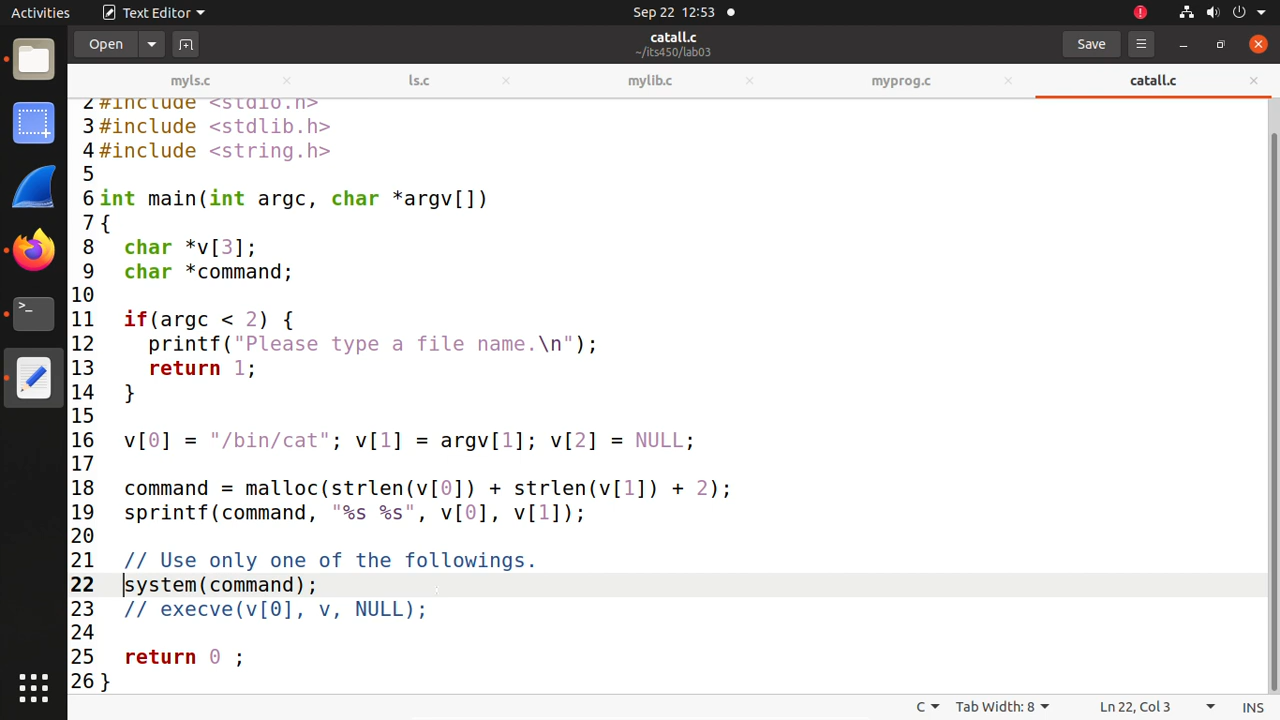 Activities Text Editor Sep 22 12:53
Open catall.c Save
~/its450/lab03
myls.c ls.c mylib.c myprog.c catall.c
2 #include <stdio.h>
3 #include <stdlib.h>
4 #include <string.h>
5
6 int main(int argc, char *argv[])
7 {
8 char *v[3];
9 char *command;
10
11 if(argc < 2) {
12 printf("Please type a file name.\n");
13 return 1;
14 }
15
16 v[0] = "/bin/cat"; v[1] = argv[1]; v[2] = NULL;
17
18 command = malloc(strlen(v[0]) + strlen(v[1]) + 2);
19 sprintf(command, "%s %s", v[0], v[1]);
20
21 // Use only one of the followings.
22 system(command);
23 // execve(v[0], v, NULL);
24
25 return 0 ;
26 }
C Tab Width: 8 Ln 22, Col 3 INS